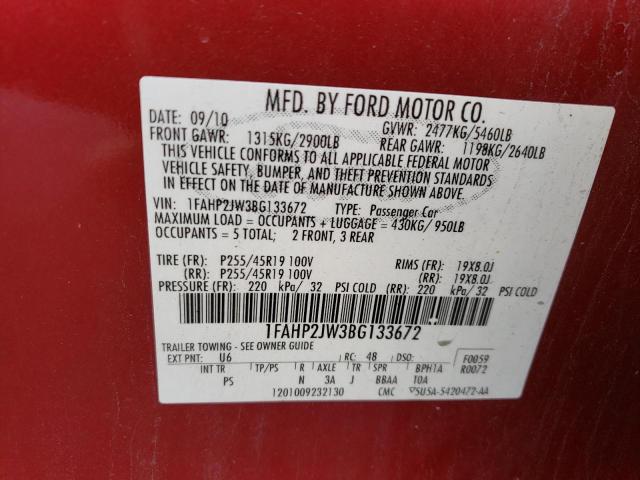 MFD. BY FORD MOTOR CO.
DATE: 09/10 GVWR: 2477KG/5460LB
FRONT GAWR: 1315KG/2900LB REAR GAWR: 1198KG/2640LB
THIS VEHICLE CONFORMS TO ALL APPLICABLE FEDERAL MOTOR
VEHICLE SAFETY, BUMPER, AND THEFT PREVENTION STANDARDS
IN EFFECT ON THE DATE OF MANUFACTURE SHOWN ABOVE.
VIN: 1FAHP2JW3BG133672 TYPE: Passenger Car
MAXIMUM LOAD = OCCUPANTS + LUGGAGE = 430KG/950LB
OCCUPANTS = 5 TOTAL; 2 FRONT, 3 REAR
TIRE (FR): P255/45R19 100V RIMS (FR): 19X8.0J
(RR): P255/45R19 100V (RR): 19X8.0J
PRESSURE (FR): 220 kPa/ 32 PSI COLD (RR): 220 kPa/ 32 PSI COLD
1FAHP2JW3BG133672
TRAILER TOWING - SEE OWNER GUIDE
EXT PNT: U6 RC: 48 DSO: F0059
INT TR TP/PS R AXLE TR SPR BPH1A R0072
PS N 3A J BBAA 10A
1201009232130 CMC 5U5A-5420472-AA